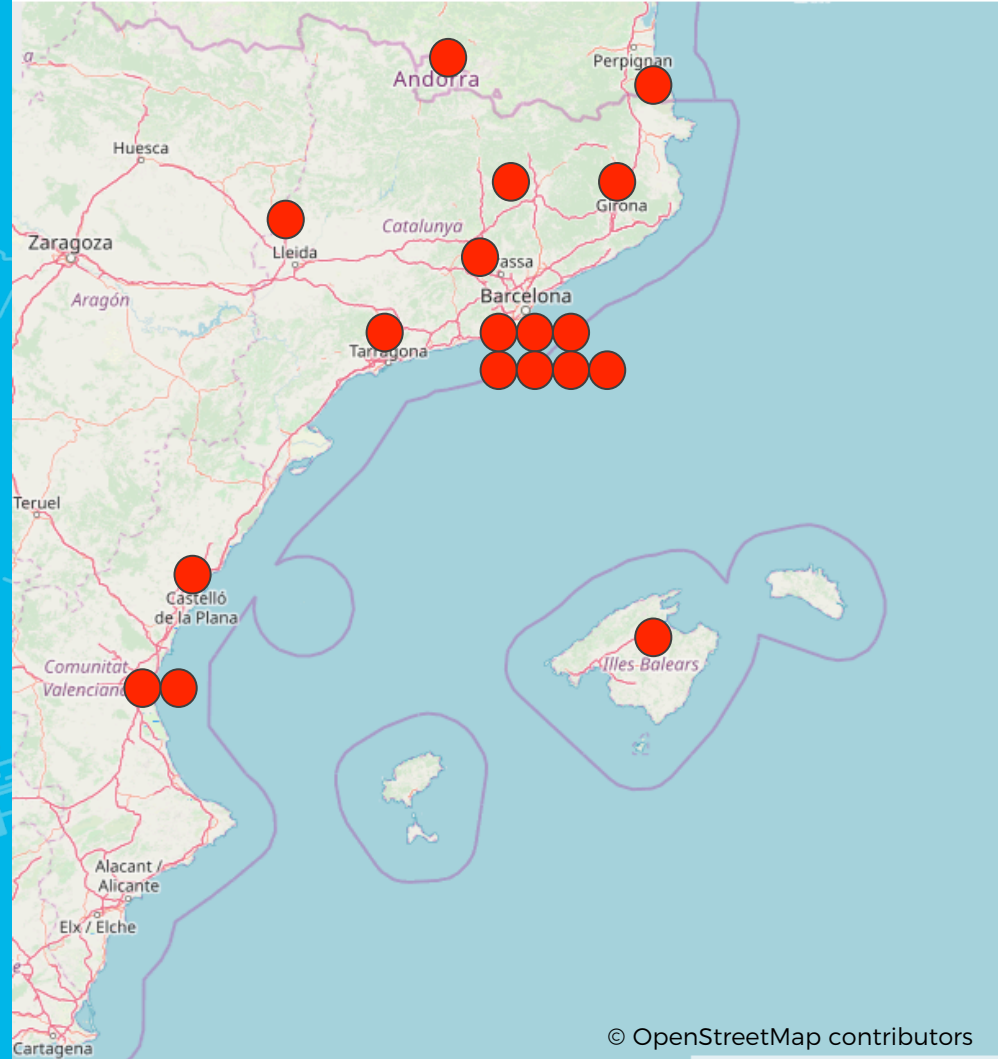 a
Andorra
Perpignan
Huesca
Girona
Catalunya
Zaragoza
Lleida
assa
Aragón
Barcelona
Tarragona
Teruel
Castelló
de la Plana
Comunitat
Valenciana
Illes Balears
Alacant /
Alicante
Elx / Elche
e
Cartagena
© OpenStreetMap contributors